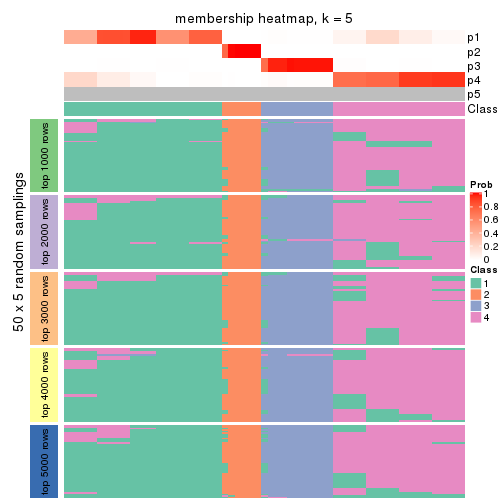 membership heatmap, k = 5
p1
p2
p3
p4
p5
Class
50 x 5 random samplings
top 1000 rows
top 2000 rows
top 3000 rows
top 4000 rows
top 5000 rows
Prob
1
0.8
0.6
0.4
0.2
0
Class
1
2
3
4